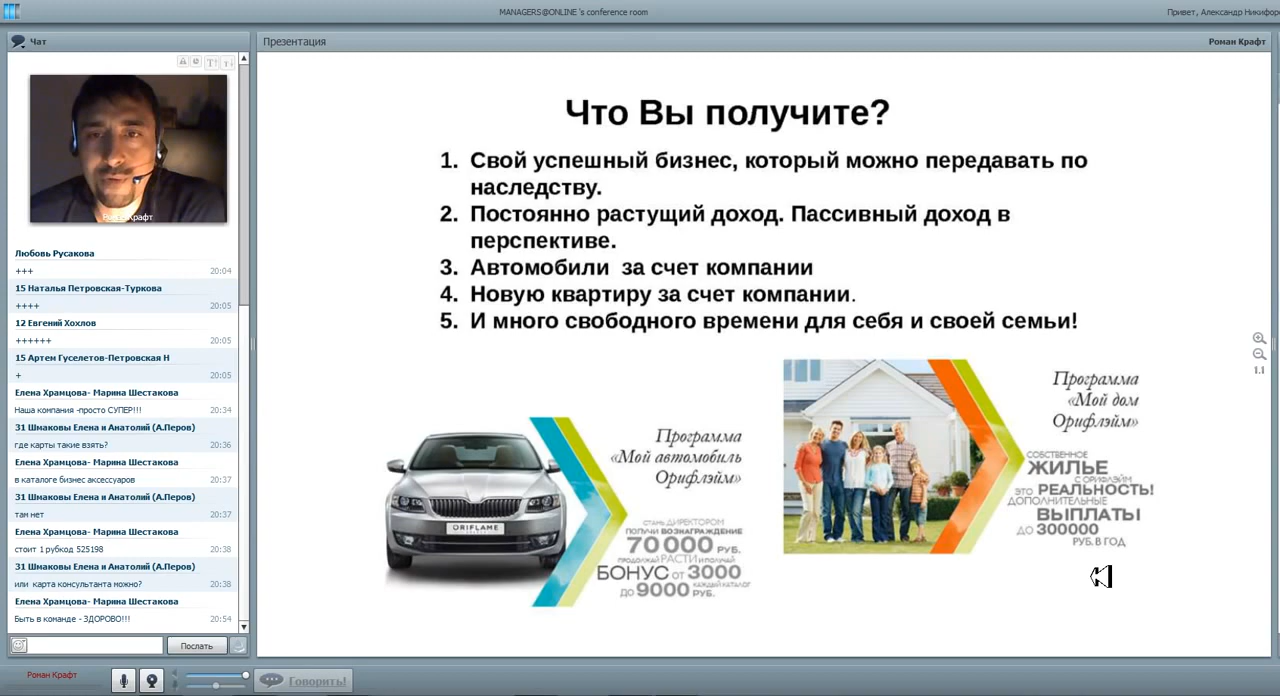 MANAGERS@ONLINE 's conference room
Привет, Александр Никифоро
Чат
Презентация
Роман Крафт
Крафт
Любовь Русакова
+++ 20:04
15 Наталья Петровская-Туркова
++++ 20:05
12 Евгений Хохлов
++++++ 20:05
15 Артем Гуселетов-Петровская Н
+ 20:05
Елена Храмцова- Марина Шестакова
Наша компания -просто СУПЕР!!! 20:34
31 Шмаковы Елена и Анатолий (А.Перов)
где карты такие взять? 20:36
Елена Храмцова- Марина Шестакова
в каталоге бизнес аксессуаров 20:37
31 Шмаковы Елена и Анатолий (А.Перов)
там нет 20:37
Елена Храмцова- Марина Шестакова
стоит 1 рубкод 525198 20:38
31 Шмаковы Елена и Анатолий (А.Перов)
или карта консультанта можно? 20:38
Елена Храмцова- Марина Шестакова
Быть в команде - ЗДОРОВО!!! 20:54
Послать
Роман Крафт
Говорить!
Что Вы получите?
1. Свой успешный бизнес, который можно передавать по
наследству.
2. Постоянно растущий доход. Пассивный доход в
перспективе.
3. Автомобили за счет компании
4. Новую квартиру за счет компании.
5. И много свободного времени для себя и своей семьи!
ORIFLAME
Программа
«Мой автомобиль
Орифлэйм»
СТАНЬ ДИРЕКТОРОМ
ПОЛУЧИ ВОЗНАГРАЖДЕНИЕ
70 000 РУБ.
ПРОДОЛЖАЙ РАСТИ И ПОЛУЧАЙ
БОНУС ОТ 3000
ДО 9000 КАЖДЫЙ КАТАЛОГ
РУБ.
Программа
«Мой дом
Орифлэйм»
СОБСТВЕННОЕ
ЖИЛЬЕ
С ОРИФЛЭЙМ
ЭТО РЕАЛЬНОСТЬ!
ДОПОЛНИТЕЛЬНЫЕ
ВЫПЛАТЫ
ДО 300000
РУБ. В ГОД
1:1